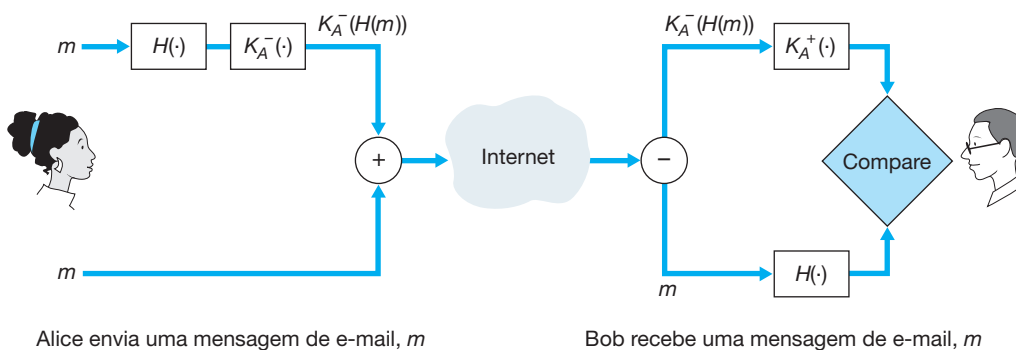 m
H(·)
K_A^-(·)
K_A^-(H(m))
+
m
Internet
–
K_A^-(H(m))
K_A^+(·)
Compare
m
H(·)
Alice envia uma mensagem de e-mail, m
Bob recebe uma mensagem de e-mail, m